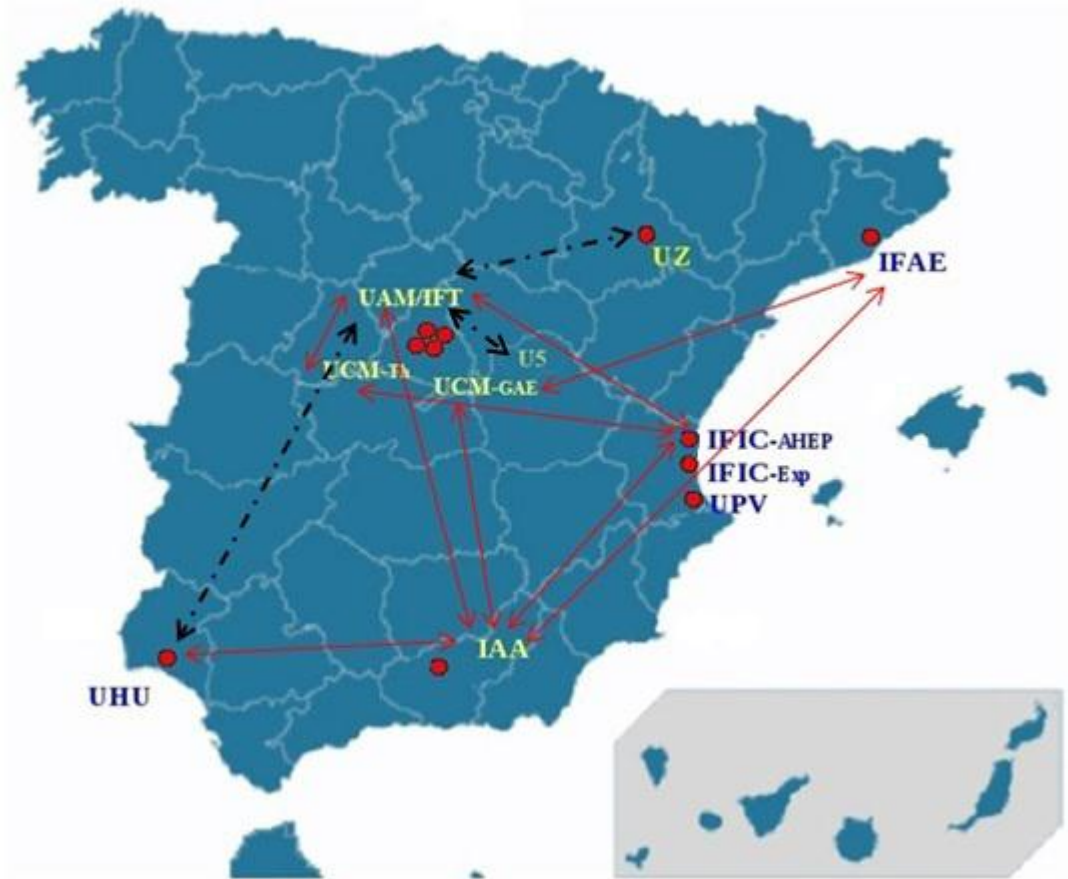 UZ
IFAE
UAM/IFT
U5
UCM-Th
UCM-GAE
IFIC-AHEP
IFIC-Exp
UPV
IAA
UHU